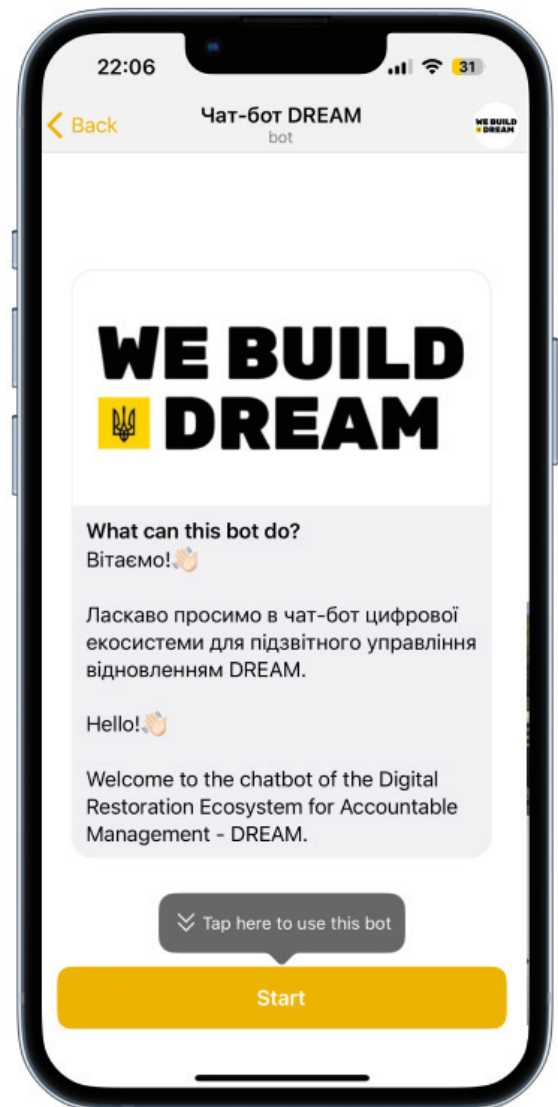 22:06
31
Back
Чат-бот DREAM
bot
WE BUILD
DREAM
WE BUILD
DREAM
What can this bot do?
Вітаємо!👋🏻
Ласкаво просимо в чат-бот цифрової
екосистеми для підзвітного управління
відновленням DREAM.
Hello!👋🏻
Welcome to the chatbot of the Digital
Restoration Ecosystem for Accountable
Management - DREAM.
Tap here to use this bot
Start